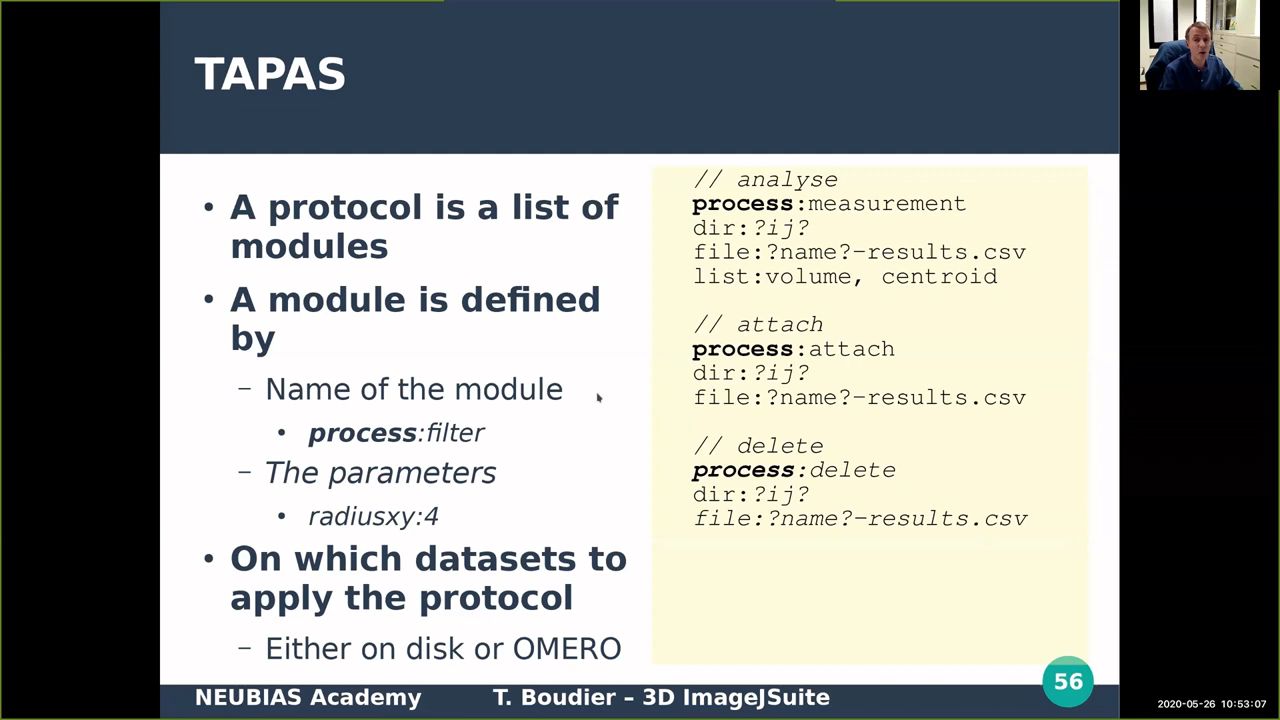 TAPAS
• A protocol is a list of
modules
• A module is defined
by
– Name of the module
• process:filter
– The parameters
• radiusxy:4
• On which datasets to
apply the protocol
– Either on disk or OMERO
// analyse
process:measurement
dir:?ij?
file:?name?-results.csv
list:volume, centroid
// attach
process:attach
dir:?ij?
file:?name?-results.csv
// delete
process:delete
dir:?ij?
file:?name?-results.csv
56
NEUBIAS Academy T. Boudier – 3D ImageJSuite
2020-05-26 10:53:07